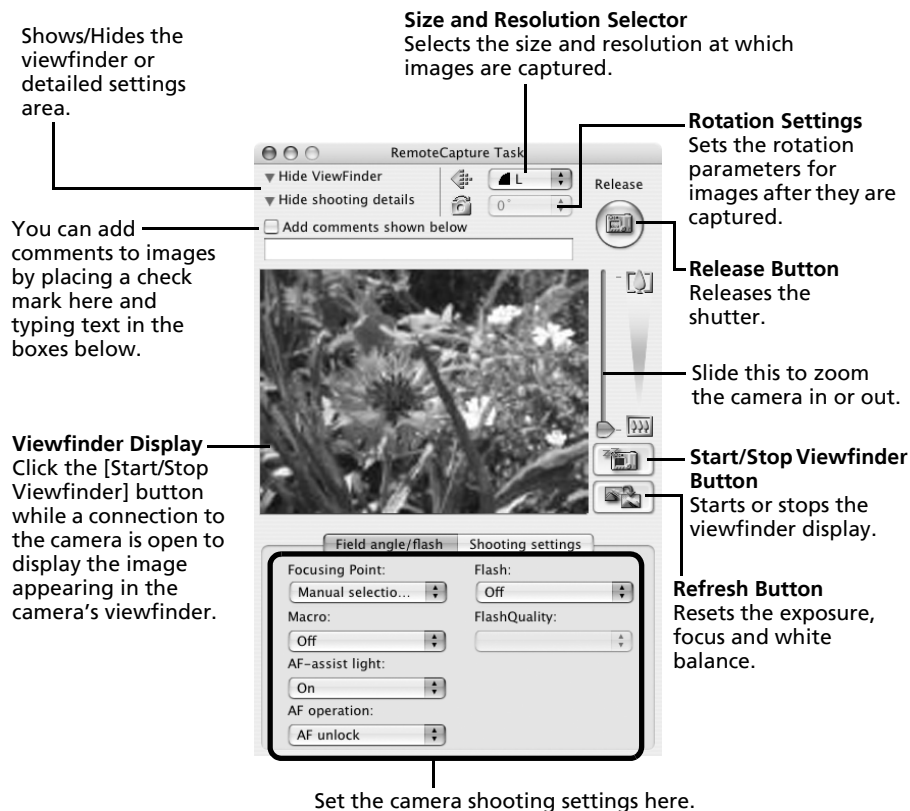 Size and Resolution Selector
Selects the size and resolution at which
images are captured.
Shows/Hides the
viewfinder or
detailed settings
area.
Rotation Settings
Sets the rotation
parameters for
images after they are
captured.
RemoteCapture Task
Hide ViewFinder
L
Release
Hide shooting details
0°
Add comments shown below
You can add
comments to images
by placing a check
mark here and
typing text in the
boxes below.
Release Button
Releases the
shutter.
Slide this to zoom
the camera in or out.
Viewfinder Display
Click the [Start/Stop
Viewfinder] button
while a connection to
the camera is open to
display the image
appearing in the
camera's viewfinder.
Start/Stop Viewfinder
Button
Starts or stops the
viewfinder display.
Refresh Button
Resets the exposure,
focus and white
balance.
Field angle/flash
Shooting settings
Focusing Point:
Manual selectio...
Macro:
Off
AF-assist light:
On
AF operation:
AF unlock
Flash:
Off
FlashQuality:
Set the camera shooting settings here.